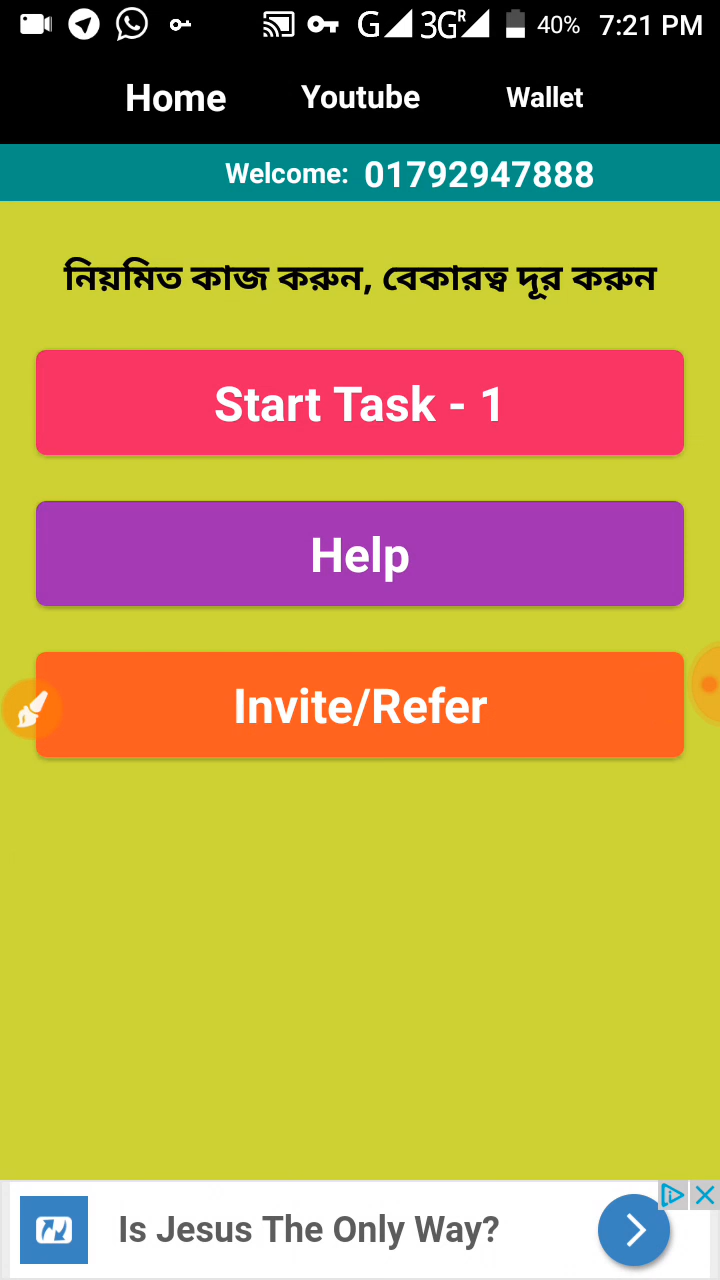 G 3G R 40% 7:21 PM
Home Youtube Wallet
Welcome: 01792947888
নিয়মিত কাজ করুন, বেকারত্ব দূর করুন
Start Task - 1
Help
Invite/Refer
Is Jesus The Only Way?